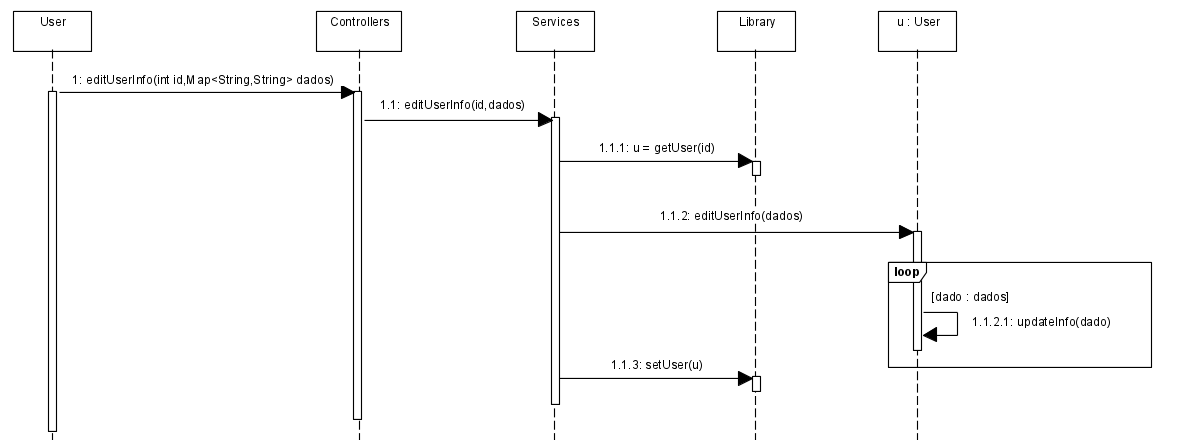 User
Controllers
Services
Library
u : User
1: editUserInfo(int id,Map<String,String> dados)
1.1: editUserInfo(id,dados)
1.1.1: u = getUser(id)
1.1.2: editUserInfo(dados)
loop
[dado : dados]
1.1.2.1: updateInfo(dado)
1.1.3: setUser(u)